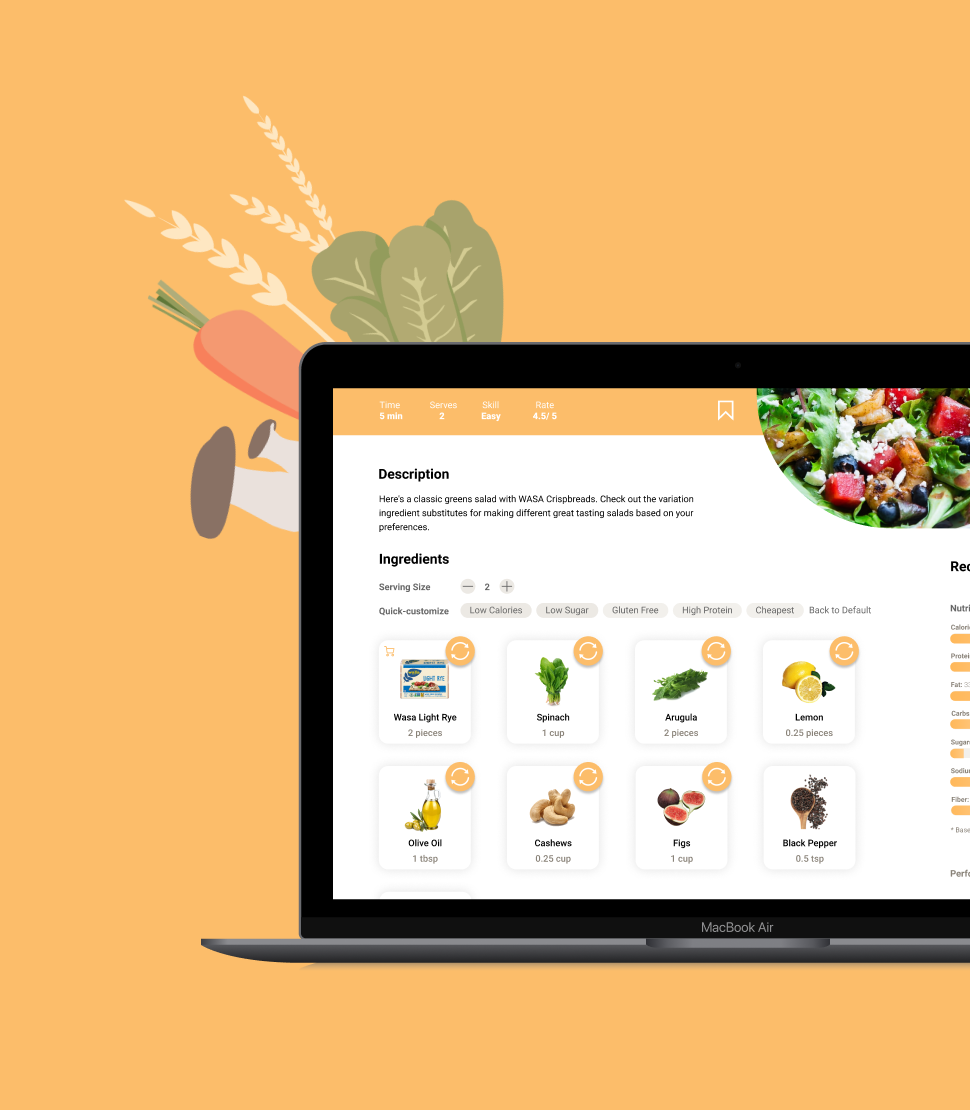 Time Serves Skill Rate
5 min 2 Easy 4.5/ 5
Description
Here's a classic greens salad with WASA Crispbreads. Check out the variation
ingredient substitutes for making different great tasting salads based on your
preferences.
Ingredients
Serving Size 2
Quick-customize Low Calories Low Sugar Gluten Free High Protein Cheapest Back to Default
LIGHT RYE
Wasa Light Rye Spinach Arugula Lemon
2 pieces 1 cup 2 pieces 0.25 pieces
Olive Oil Cashews Figs Black Pepper
1 tbsp 0.25 cup 1 cup 0.5 tsp
Rec
Nutri
Calorie
Protein
Fat: 32
Carbs
Sugar
Sodium
Fiber:
* Base
Perfo
MacBook Air